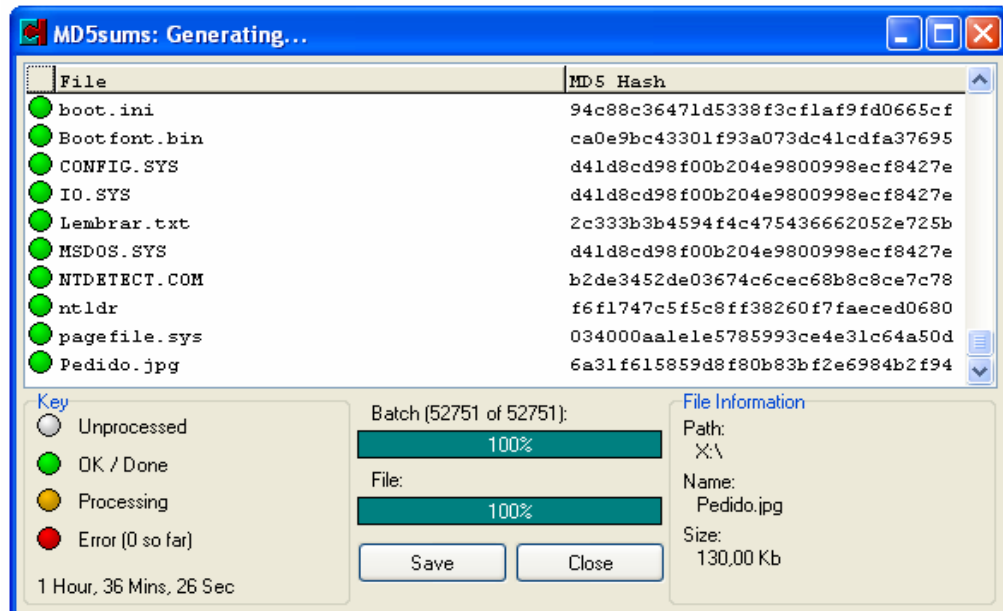 MD5sums: Generating...
File MD5 Hash
boot.ini 94c88c36471d5338f3cf1af9fd0665cf
Bootfont.bin ca0e9bc43301f93a073dc41cdfa37695
CONFIG.SYS d41d8cd98f00b204e9800998ecf8427e
IO.SYS d41d8cd98f00b204e9800998ecf8427e
Lembrar.txt 2c333b3b4594f4c475436662052e725b
MSDOS.SYS d41d8cd98f00b204e9800998ecf8427e
NTDETECT.COM b2de3452de03674c6cec68b8c8ce7c78
ntldr f6f1747c5f5c8ff38260f7faeced0680
pagefile.sys 034000aa1e1e5785993ce4e31c64a50d
Pedido.jpg 6a31f615859d8f80b83bf2e6984b2f94
Key
Unprocessed
OK / Done
Processing
Error (0 so far)
1 Hour, 36 Mins, 26 Sec
Batch (52751 of 52751):
100%
File:
100%
Save Close
File Information
Path:
X:\
Name:
Pedido.jpg
Size:
130,00 Kb